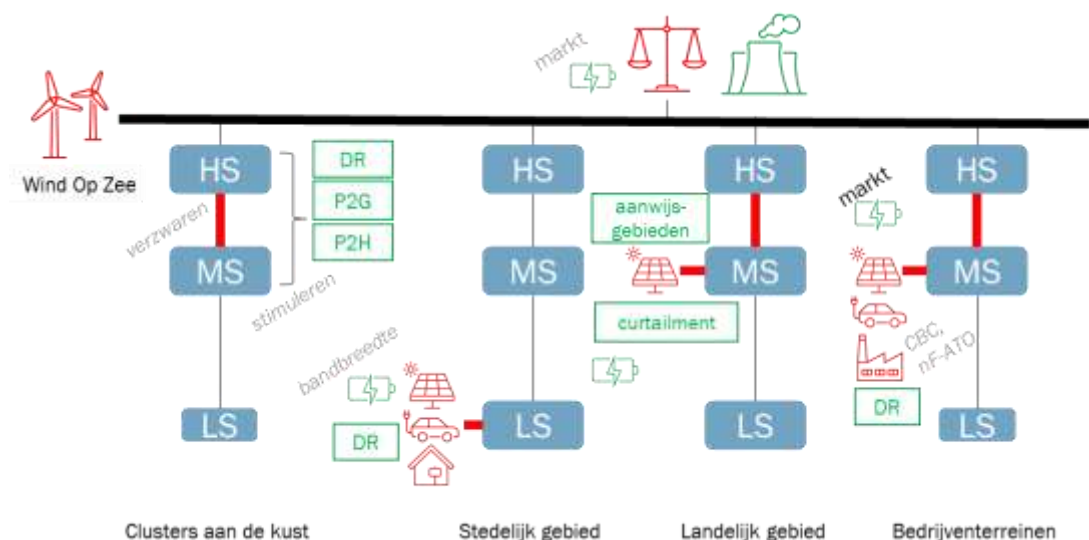 markt
Wind Op Zee
HS
HS
HS
HS
DR
P2G
P2H
verzwaren
aanwijs-
gebieden
markt
MS
MS
MS
MS
stimuleren
curtailment
CBC,
nF-ATO
bandbreedte
DR
DR
LS
LS
LS
LS
Clusters aan de kust
Stedelijk gebied
Landelijk gebied
Bedrijventerreinen